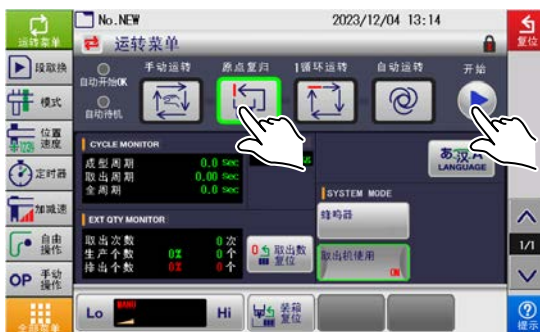 No.NEW
2023/12/04 13:14
运转菜单
运转菜单
复位
段取换
模式
位置
速度
定时器
加减速
自由
操作
OP 手动
操作
全部菜单
自动开始OK
自动待机
手动运转
原点复归
1循环运转
自动运转
开始
CYCLE MONITOR
成型周期 0.0 Sec
取出周期 0.00 Sec
全周期 0.0 Sec
あ汉A
LANGUAGE
SYSTEM MODE
蜂鸣器
取出机使用
ON
EXT QTY MONITOR
取出次数 0 次
生产个数 0% 0 个
排出个数 0% 0 个
取出数
复位
1/1
Lo
Hi
装箱
复位
提示